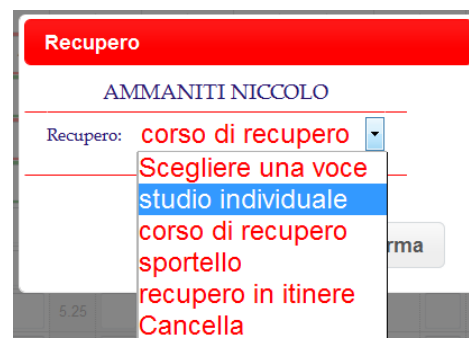 Recupero
AMMANITI NICCOLO
Recupero: corso di recupero
Scegliere una voce
studio individuale
corso di recupero
rma
sportello
recupero in itinere
5.25
Cancella